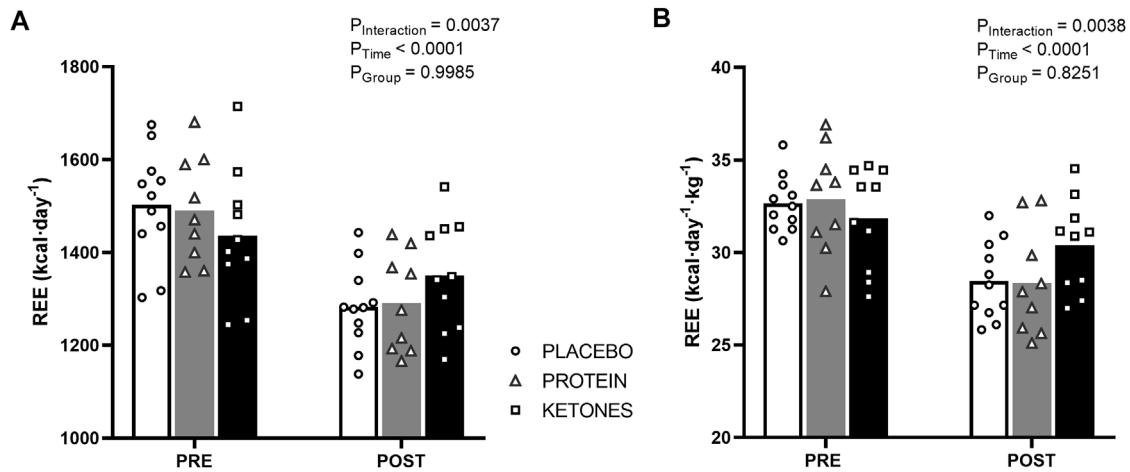 A
P_Interaction = 0.0037
P_Time < 0.0001
P_Group = 0.9985
REE (kcal·day⁻¹)
1800
1600
1400
1200
1000
PRE
POST
PLACEBO
PROTEIN
KETONES
B
P_Interaction = 0.0038
P_Time < 0.0001
P_Group = 0.8251
REE (kcal·day⁻¹·kg⁻¹)
40
35
30
25
20
PRE
POST